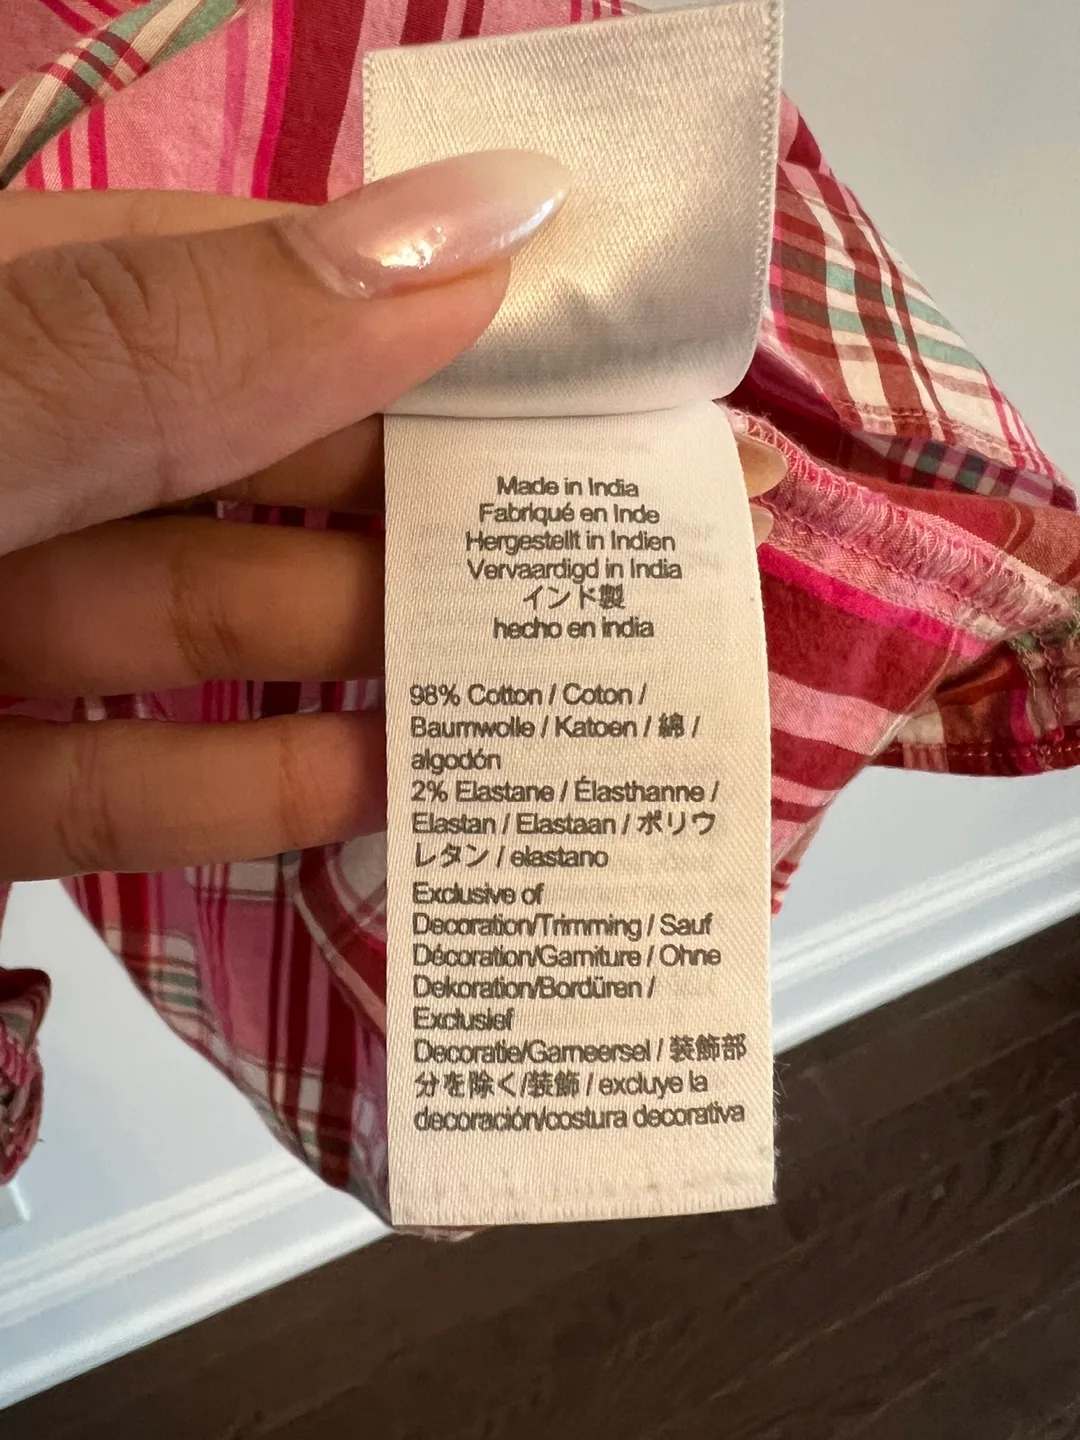 Made in India
Fabriqué en Inde
Hergestellt in Indien
Vervaardigd in India
インド製
hecho en india
98% Cotton / Coton /
Baumwolle / Katoen / 綿 /
algodón
2% Elastane / Élasthanne /
Elastan / Elastaan / ポリウ
レタン / elastano
Exclusive of
Decoration/Trimming / Sauf
Décoration/Garniture / Ohne
Dekoration/Bordüren /
Exclusief
Decoratie/Garneersel / 装飾部
分を除く/装飾 / excluye la
decoración/costura decorativa